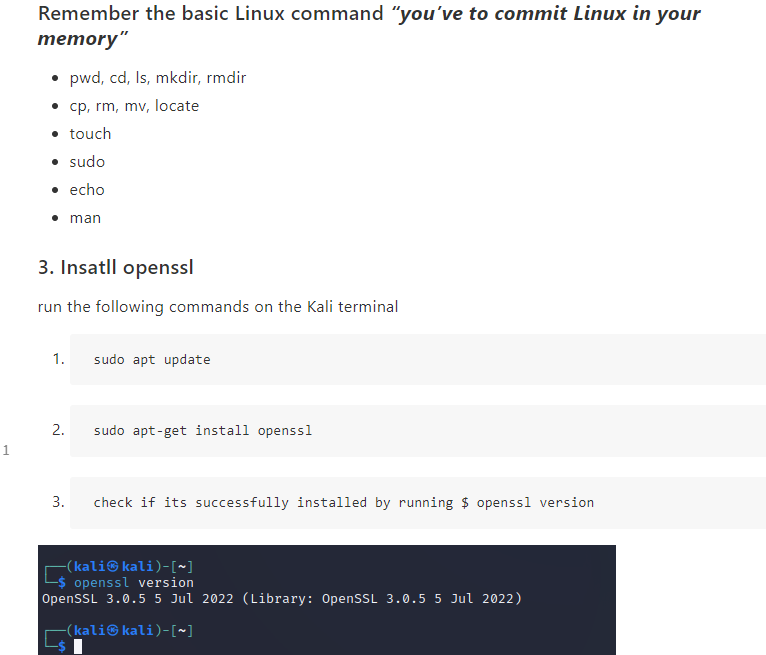 Remember the basic Linux command “you’ve to commit Linux in your
memory”
• pwd, cd, ls, mkdir, rmdir
• cp, rm, mv, locate
• touch
• sudo
• echo
• man
3. Insatll openssl
run the following commands on the Kali terminal
1. sudo apt update
2. sudo apt-get install openssl
1
3. check if its successfully installed by running $ openssl version
┌──(kali㉿kali)-[~]
└─$ openssl version
OpenSSL 3.0.5 5 Jul 2022 (Library: OpenSSL 3.0.5 5 Jul 2022)
┌──(kali㉿kali)-[~]
└─$